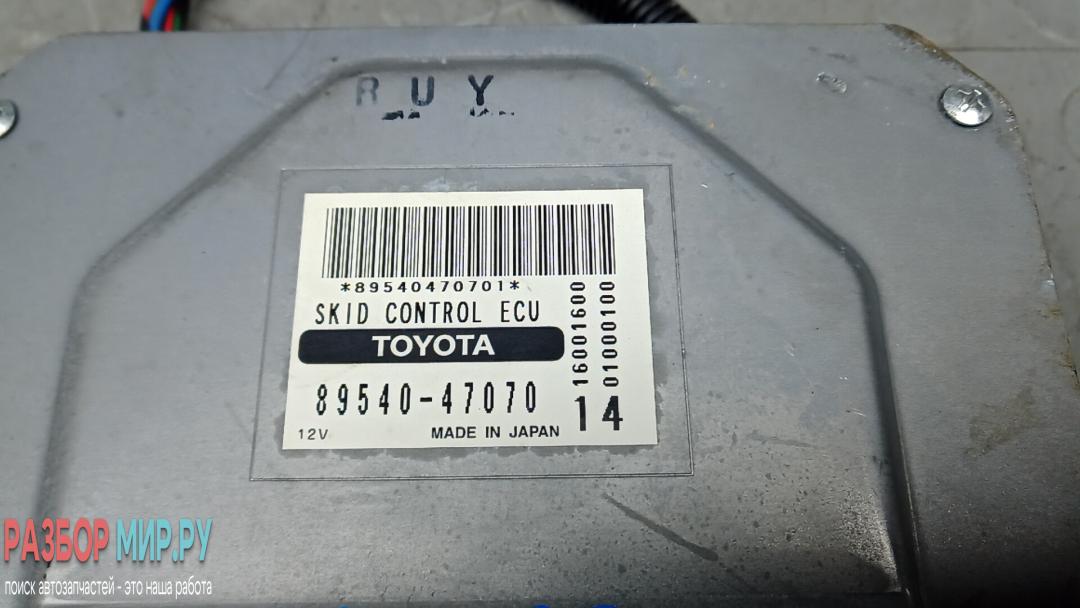 RUY
*89540470701*
SKID CONTROL ECU
TOYOTA
89540-47070
12V MADE IN JAPAN
14
16001600
01000100
РАЗБОР МИР.РУ
поиск автозапчастей - это наша работа